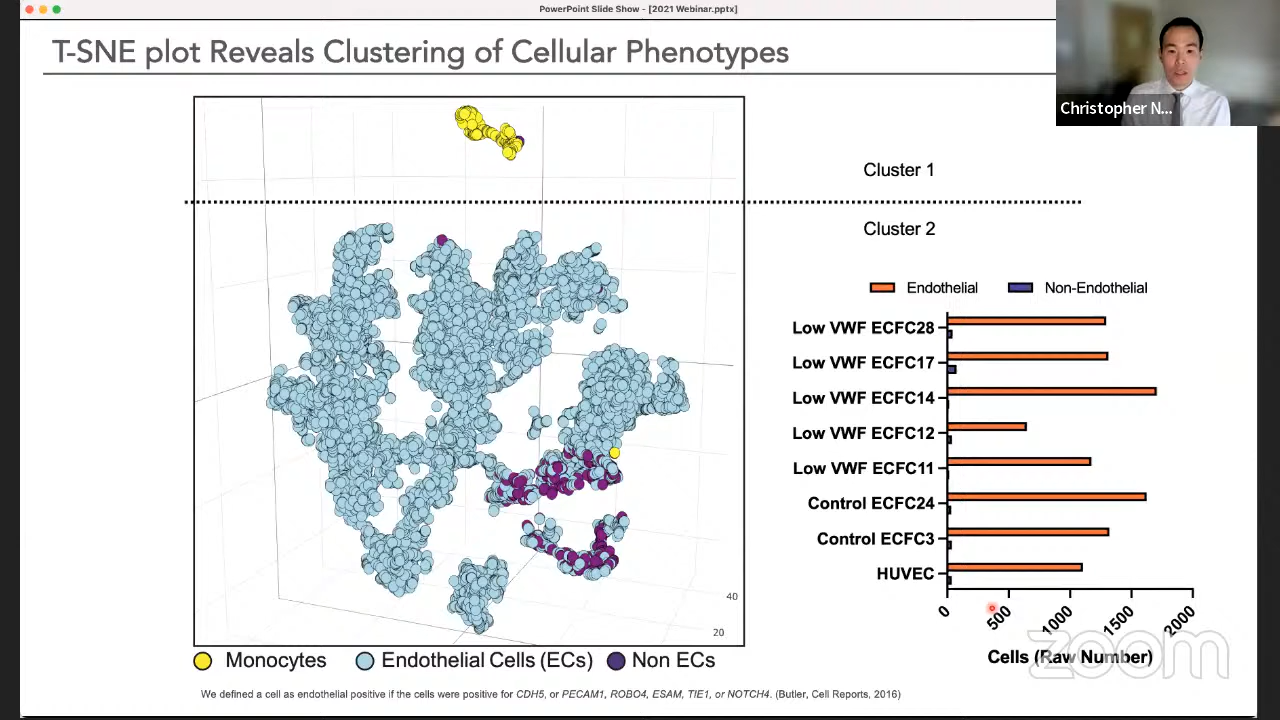 PowerPoint Slide Show - [2021 Webinar.pptx]
T-SNE plot Reveals Clustering of Cellular Phenotypes
Christopher N...
Cluster 1
Cluster 2
Endothelial
Non-Endothelial
Low VWF ECFC28
Low VWF ECFC17
Low VWF ECFC14
Low VWF ECFC12
Low VWF ECFC11
Control ECFC24
Control ECFC3
HUVEC
0 500 1000 1500 2000
Cells (Raw Number)
zoom
40
20
Monocytes
Endothelial Cells (ECs)
Non ECs
We defined a cell as endothelial positive if the cells were positive for CDH5, or PECAM1, ROBO4, ESAM, TIE1, or NOTCH4. (Butler, Cell Reports, 2016)